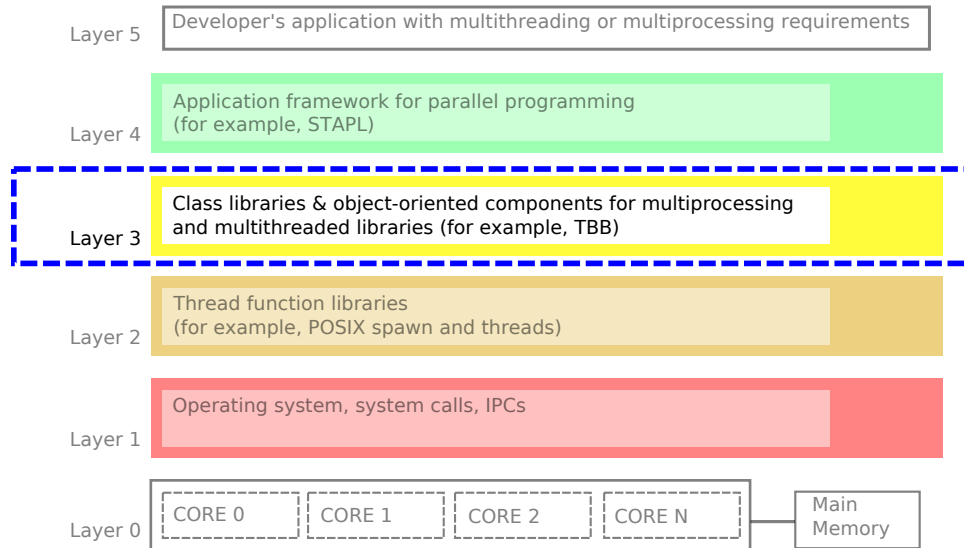 Layer 5
Developer's application with multithreading or multiprocessing requirements
Layer 4
Application framework for parallel programming
(for example, STAPL)
Layer 3
Class libraries & object-oriented components for multiprocessing
and multithreaded libraries (for example, TBB)
Layer 2
Thread function libraries
(for example, POSIX spawn and threads)
Layer 1
Operating system, system calls, IPCs
Layer 0
CORE 0
CORE 1
CORE 2
CORE N
Main
Memory